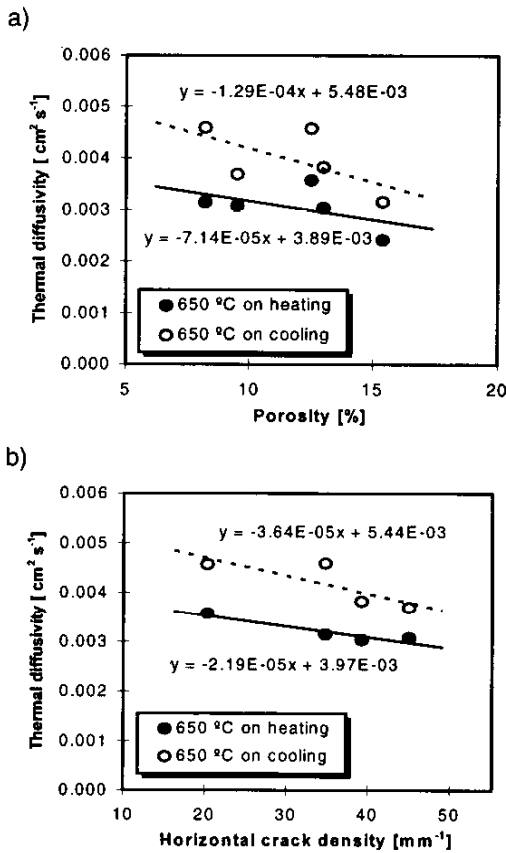 a)
0.006
y = -1.29E-04x + 5.48E-03
0.005
0.004
0.003
y = -7.14E-05x + 3.89E-03
0.002
0.001
0.000
Thermal diffusivity [ cm² s⁻¹]
650 ºC on heating
650 ºC on cooling
5 10 15 20
Porosity [%]
b)
0.006
y = -3.64E-05x + 5.44E-03
0.005
0.004
0.003
y = -2.19E-05x + 3.97E-03
0.002
0.001
0.000
Thermal diffusivity [ cm² s⁻¹]
650 ºC on heating
650 ºC on cooling
10 20 30 40 50
Horizontal crack density [mm⁻¹]